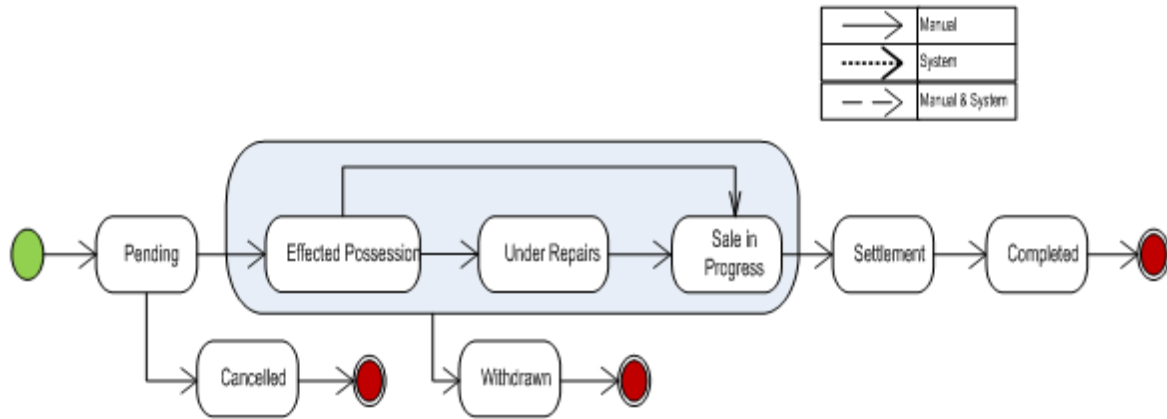 Manual
System
Manual & System
Pending
Effected Possession
Under Repairs
Sale in
Progress
Settlement
Completed
Cancelled
Withdrawn